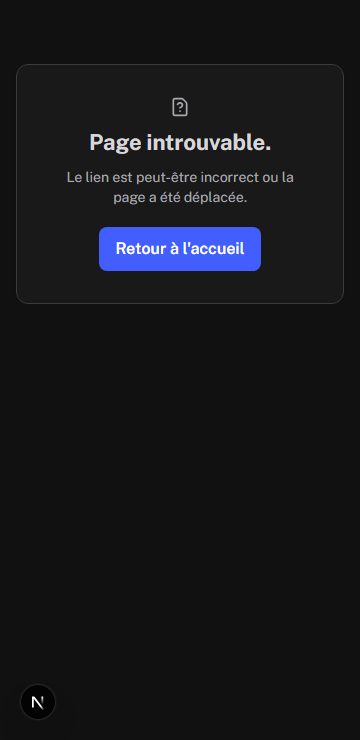 Page introuvable.
Le lien est peut-être incorrect ou la
page a été déplacée.
Retour à l'accueil
N